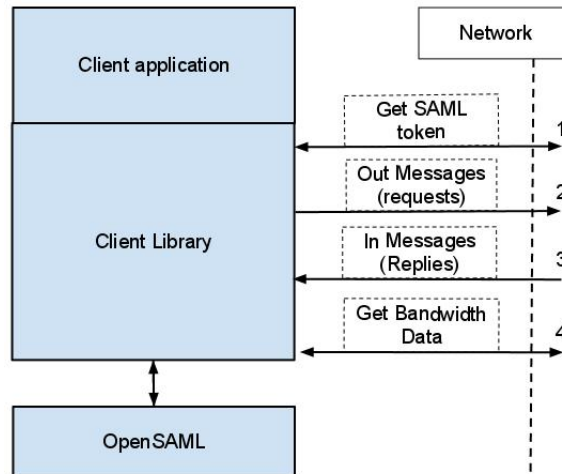 Client application
Network
Get SAML
token
1
Out Messages
(requests)
2
Client Library
In Messages
(Replies)
3
Get Bandwidth
Data
4
OpenSAML